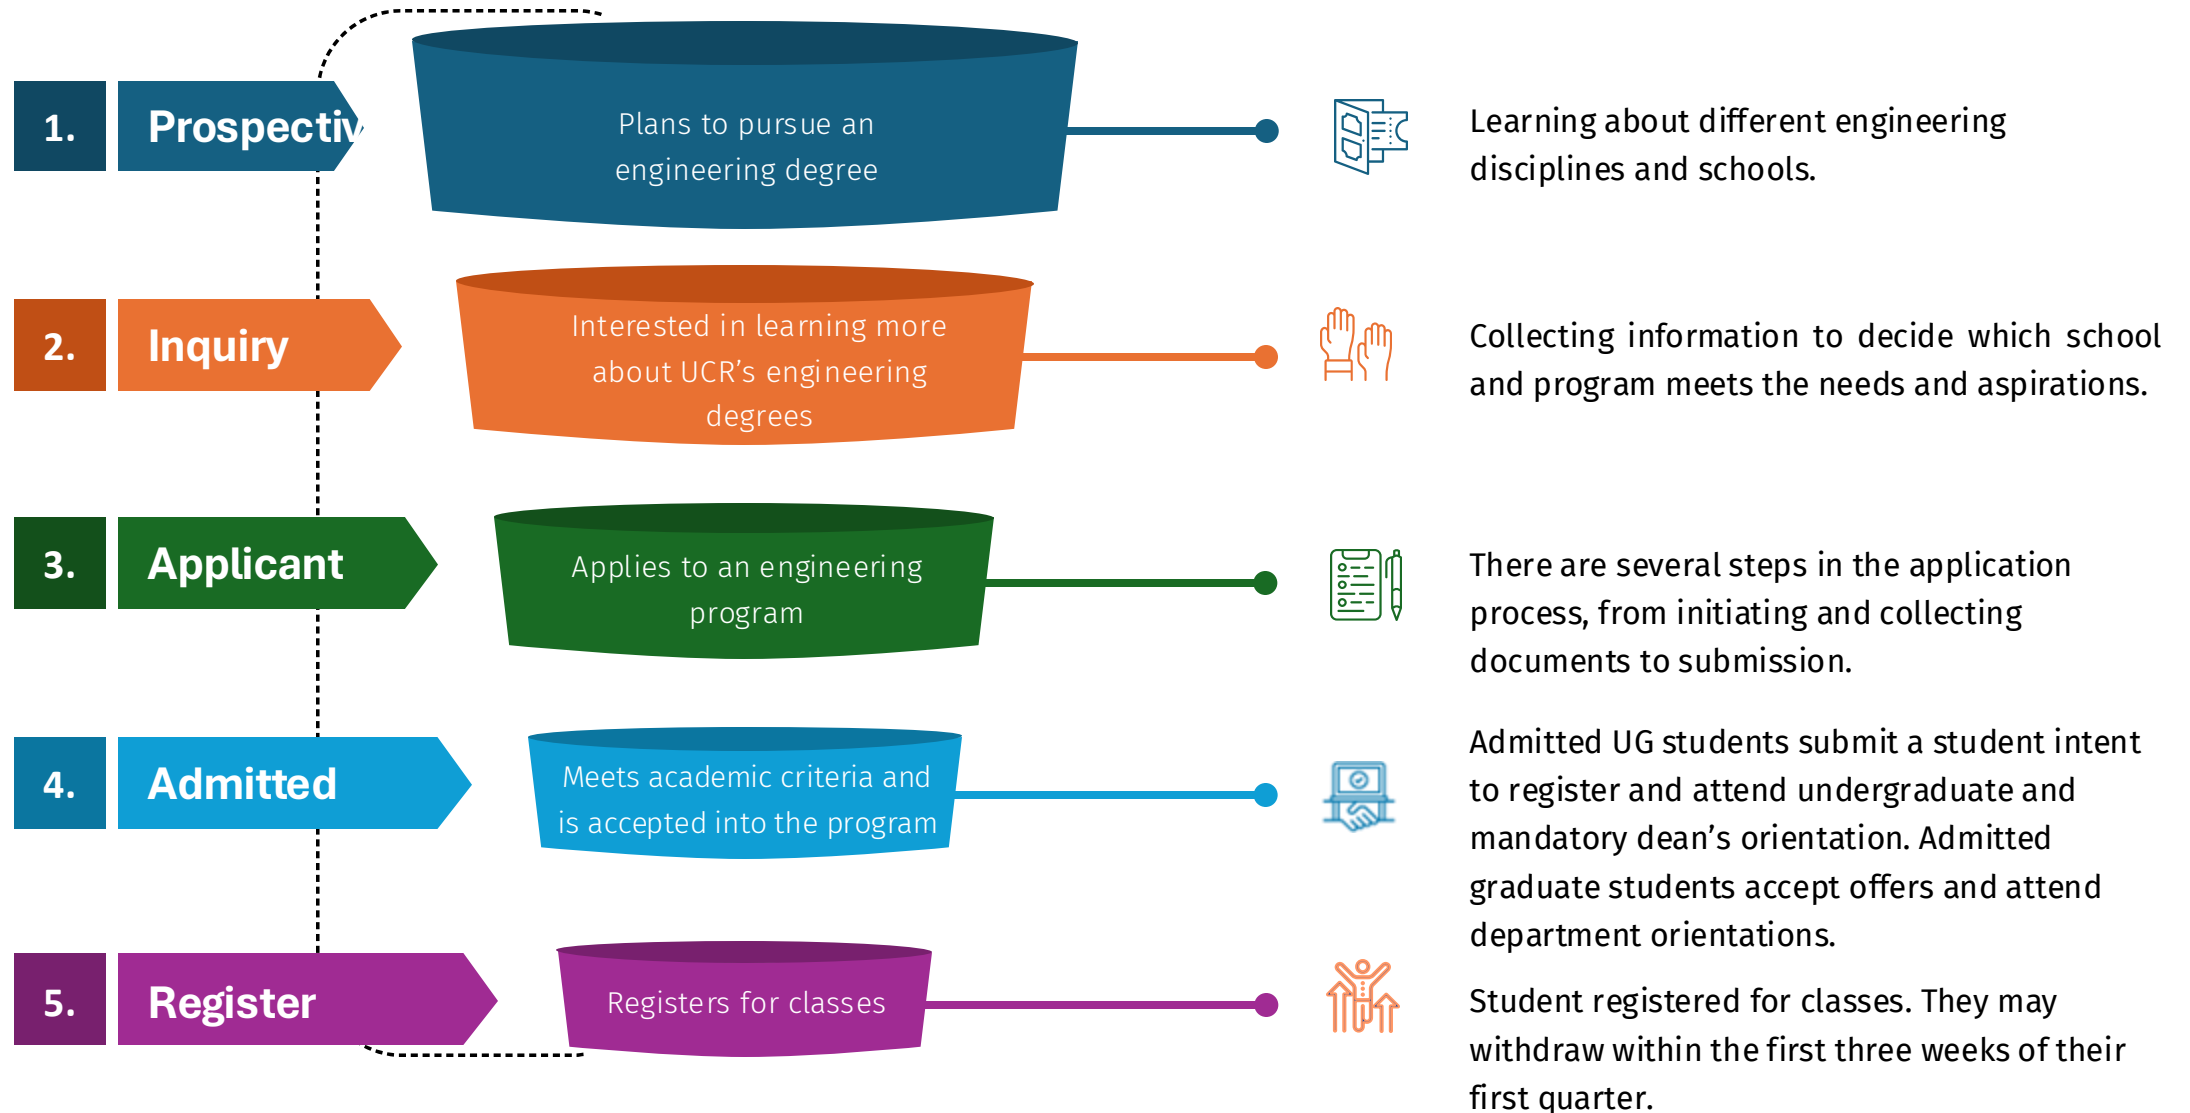 1.
Prospectiv
Plans to pursue an
engineering degree
Learning about different engineering
disciplines and schools.
2.
Inquiry
Interested in learning more
about UCR’s engineering
degrees
Collecting information to decide which school
and program meets the needs and aspirations.
3.
Applicant
Applies to an engineering
program
There are several steps in the application
process, from initiating and collecting
documents to submission.
4.
Admitted
Meets academic criteria and
is accepted into the program
Admitted UG students submit a student intent
to register and attend undergraduate and
mandatory dean’s orientation. Admitted
graduate students accept offers and attend
department orientations.
5.
Register
Registers for classes
Student registered for classes. They may
withdraw within the first three weeks of their
first quarter.